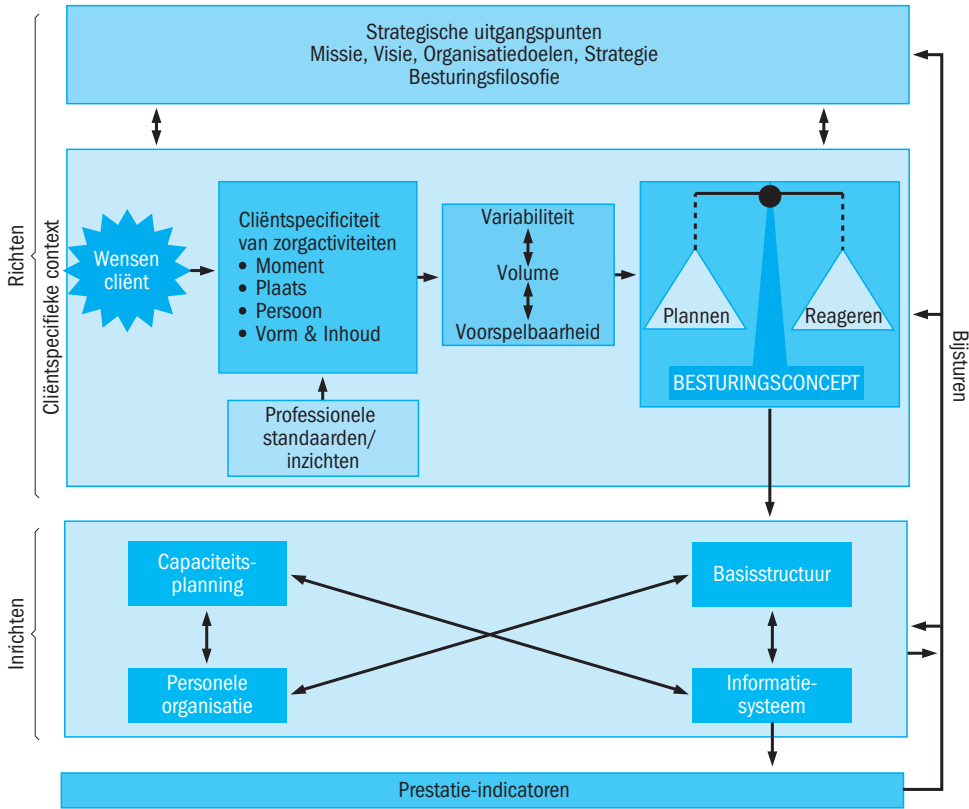 Strategische uitgangspunten
Missie, Visie, Organisatiedoelen, Strategie
Besturingsfilosofie
Richten
Cliëntspecifieke context
Wensen
cliënt
Cliëntspecificiteit
van zorgactiviteiten
• Moment
• Plaats
• Persoon
• Vorm & Inhoud
Professionele
standaarden/
inzichten
Variabiliteit
Volume
Voorspelbaarheid
Plannen
Reageren
BESTURINGSCONCEPT
Bijsturen
Inrichten
Capaciteits-
planning
Basisstructuur
Personele
organisatie
Informatie-
systeem
Prestatie-indicatoren